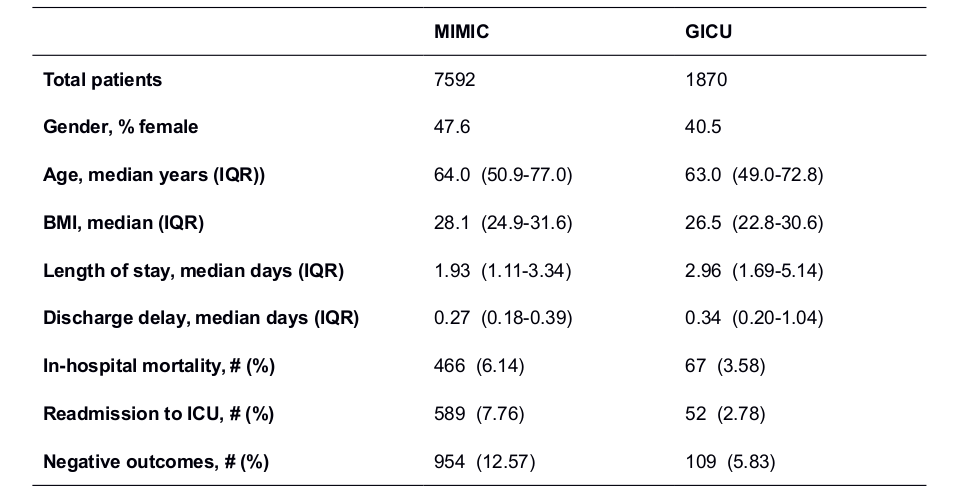 MIMIC GICU
Total patients 7592 1870
Gender, % female 47.6 40.5
Age, median years (IQR)) 64.0 (50.9-77.0) 63.0 (49.0-72.8)
BMI, median (IQR) 28.1 (24.9-31.6) 26.5 (22.8-30.6)
Length of stay, median days (IQR) 1.93 (1.11-3.34) 2.96 (1.69-5.14)
Discharge delay, median days (IQR) 0.27 (0.18-0.39) 0.34 (0.20-1.04)
In-hospital mortality, # (%) 466 (6.14) 67 (3.58)
Readmission to ICU, # (%) 589 (7.76) 52 (2.78)
Negative outcomes, # (%) 954 (12.57) 109 (5.83)